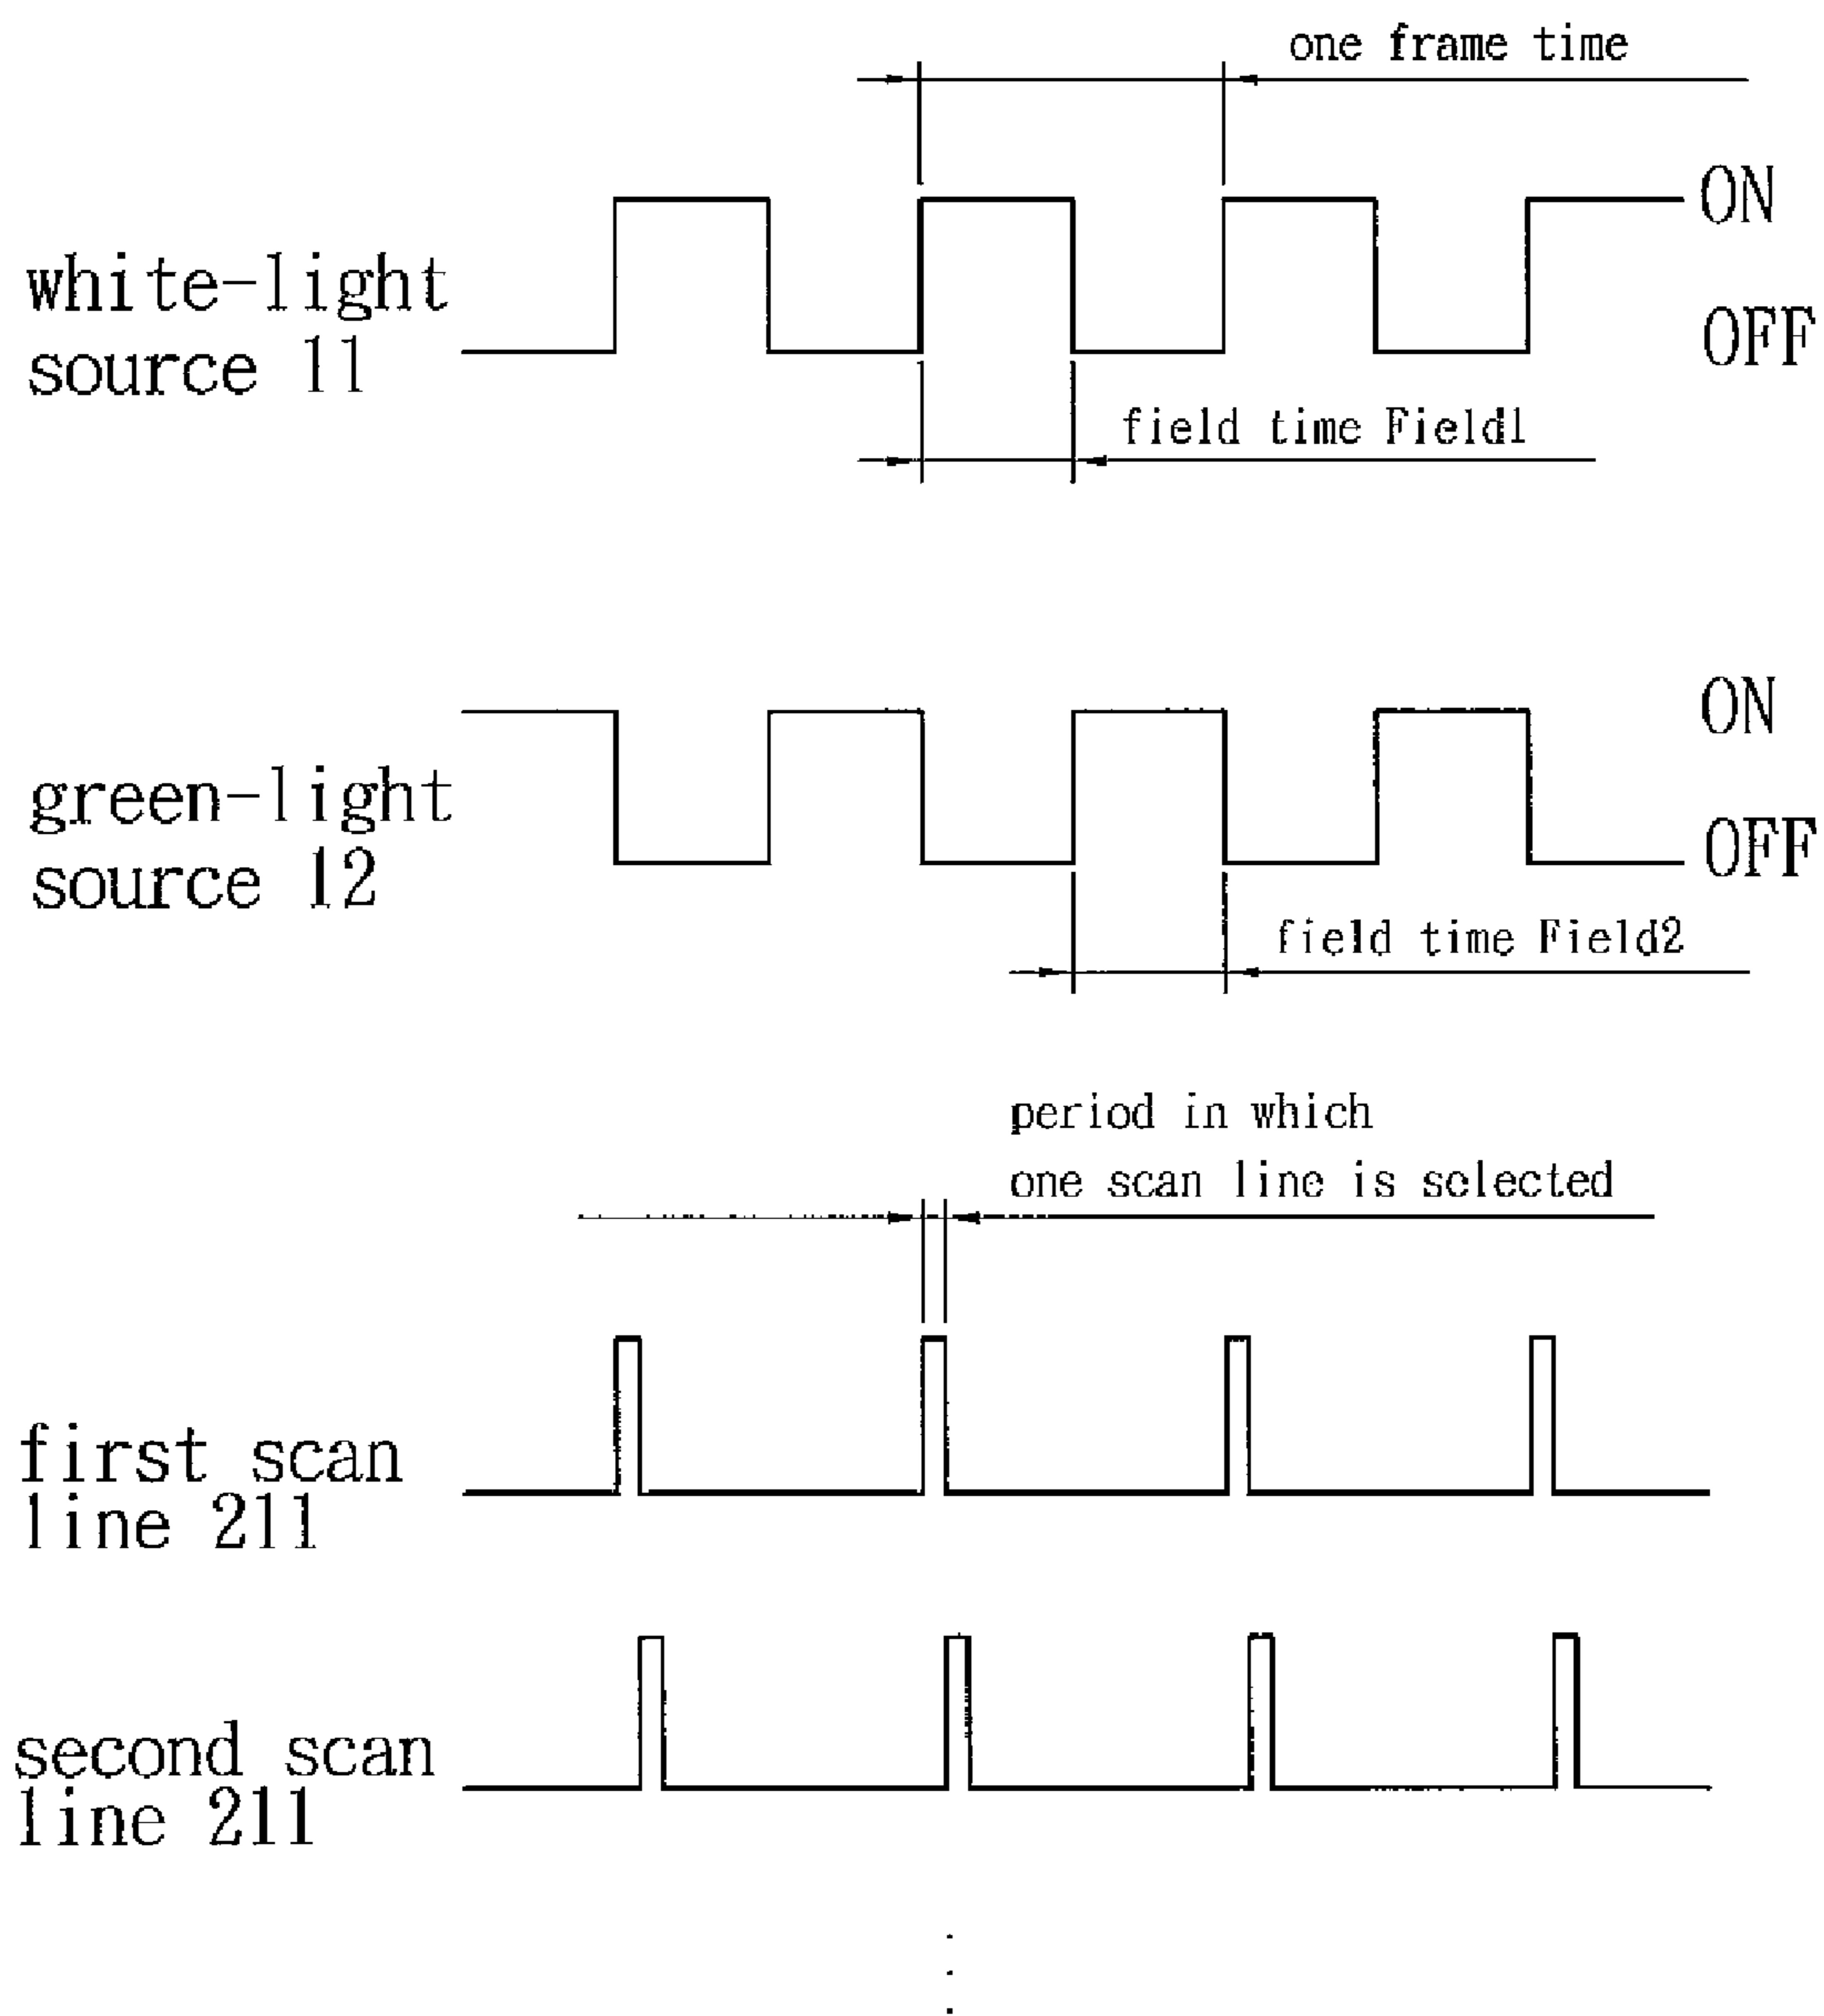 one frame time
ON
white-light
OFF
source 11
field time Field1
ON
green-light
OFF
source 12
field time Field2
period in which
one scan line is selected
first scan
line 211
second scan
line 211